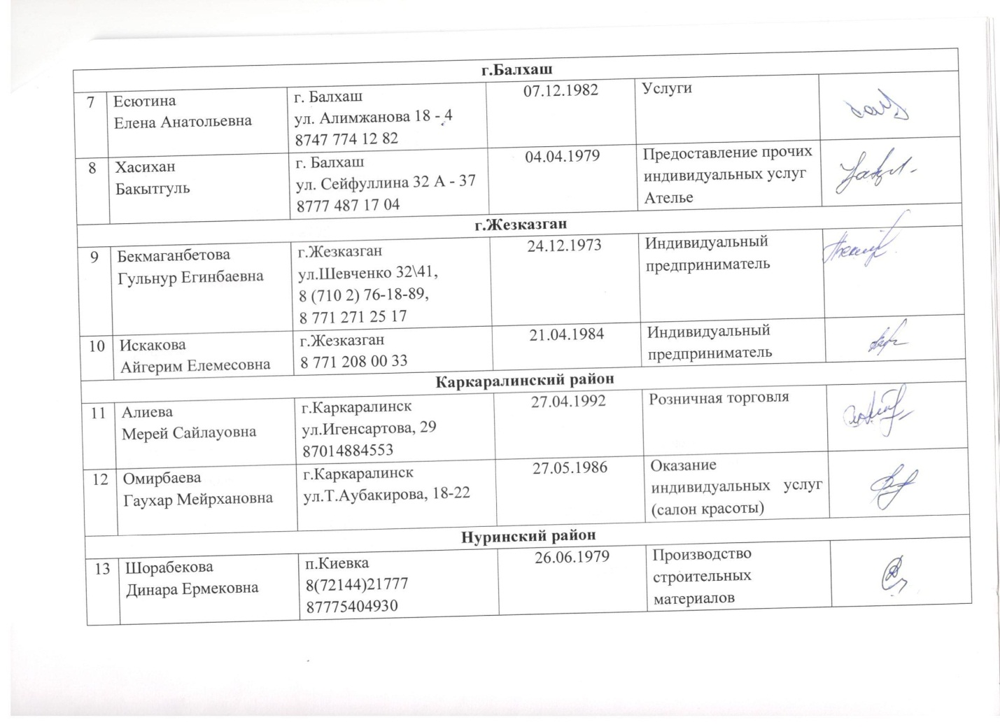 г.Балхаш
7
Есютина
Елена Анатольевна
г. Балхаш
ул. Алимжанова 18 - 4
8747 774 12 82
07.12.1982
Услуги
8
Хасихан
Бакытгуль
г. Балхаш
ул. Сейфуллина 32 А - 37
8777 487 17 04
04.04.1979
Предоставление прочих
индивидуальных услуг
Ателье
г.Жезказган
9
Бекмаганбетова
Гульнур Егинбаевна
г.Жезказган
ул.Шевченко 32\41,
8 (710 2) 76-18-89,
8 771 271 25 17
24.12.1973
Индивидуальный
предприниматель
10
Искакова
Айгерим Елемесовна
г.Жезказган
8 771 208 00 33
21.04.1984
Индивидуальный
предприниматель
Каркаралинский район
11
Алиева
Мерей Сайлауовна
г.Каркаралинск
ул.Игенсартова, 29
87014884553
27.04.1992
Розничная торговля
12
Омирбаева
Гаухар Мейрхановна
г.Каркаралинск
ул.Т.Аубакирова, 18-22
27.05.1986
Оказание
индивидуальных услуг
(салон красоты)
Нуринский район
13
Шорабекова
Динара Ермековна
п.Киевка
8(72144)21777
87775404930
26.06.1979
Производство
строительных
материалов